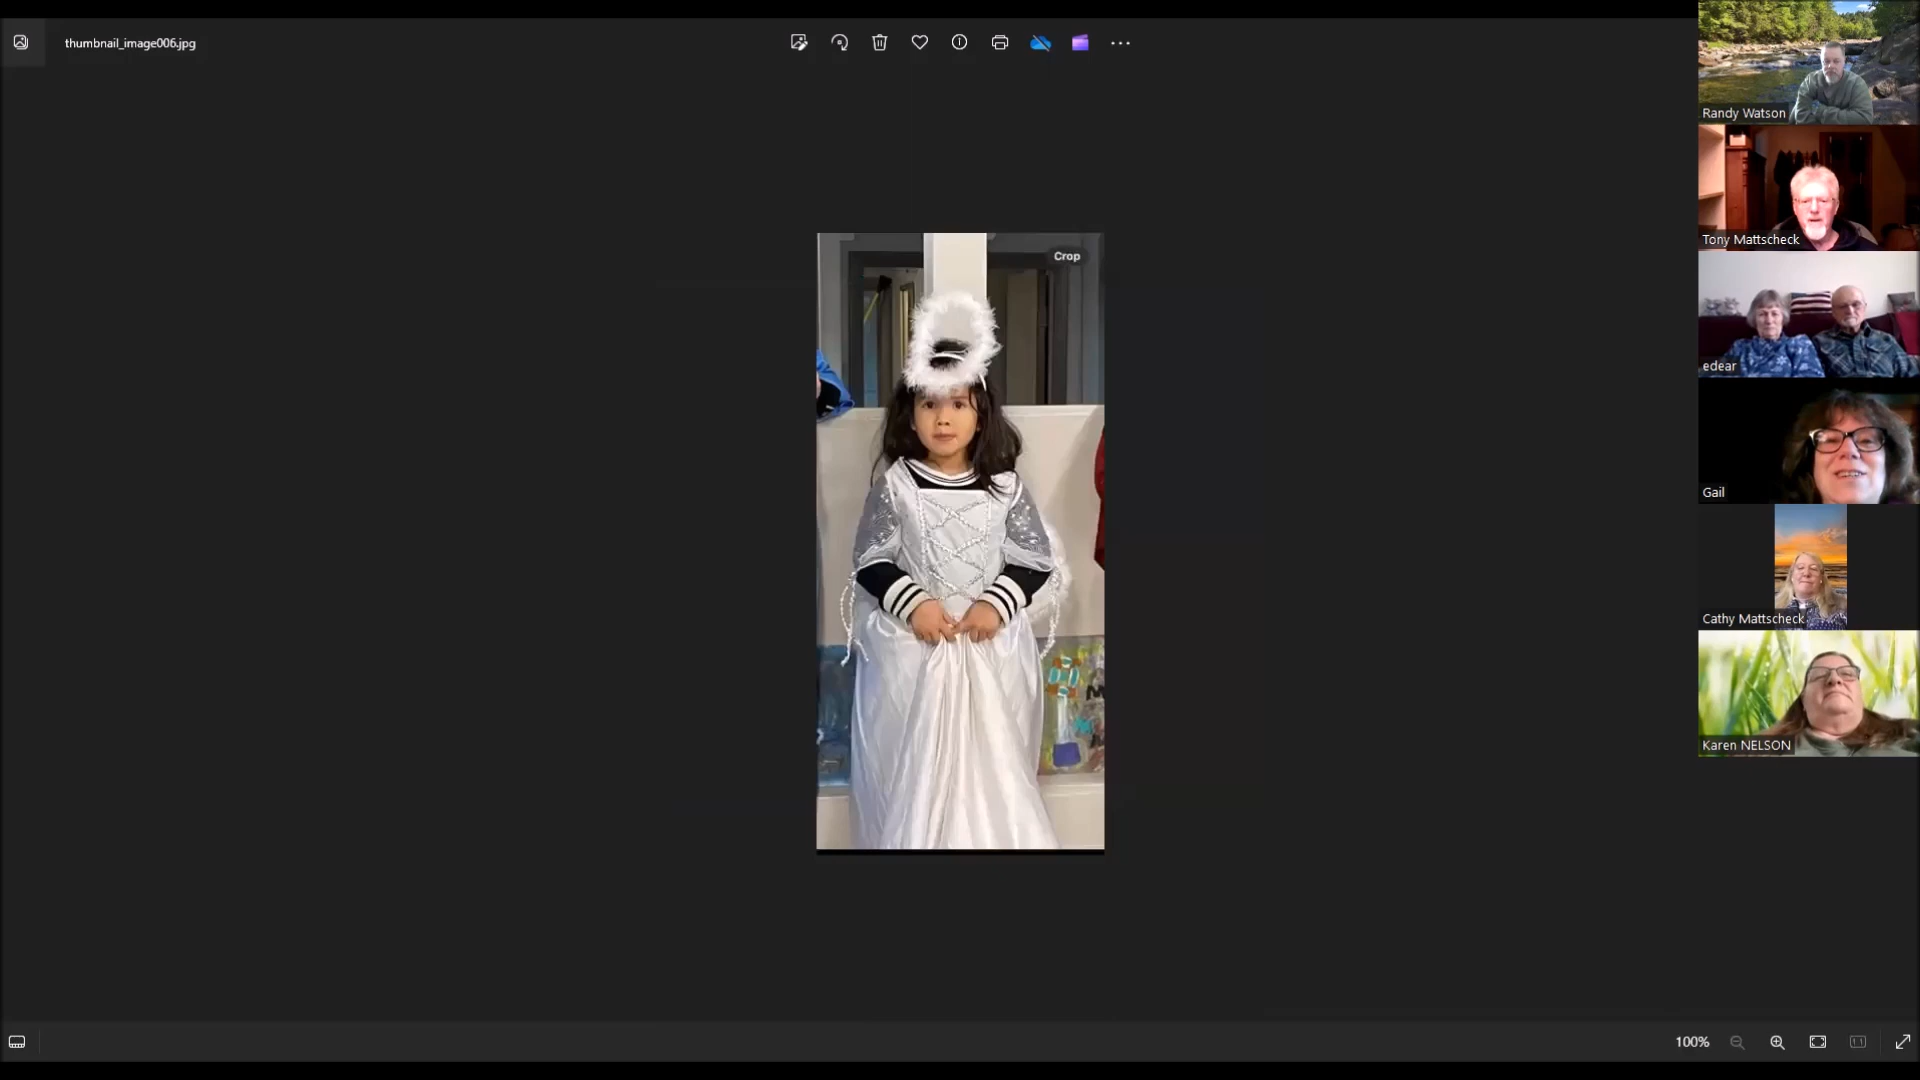 thumbnail_image006.jpg
Crop
Randy Watson
Tony Mattscheck
edear
Gail
Cathy Mattscheck
Karen NELSON
100%